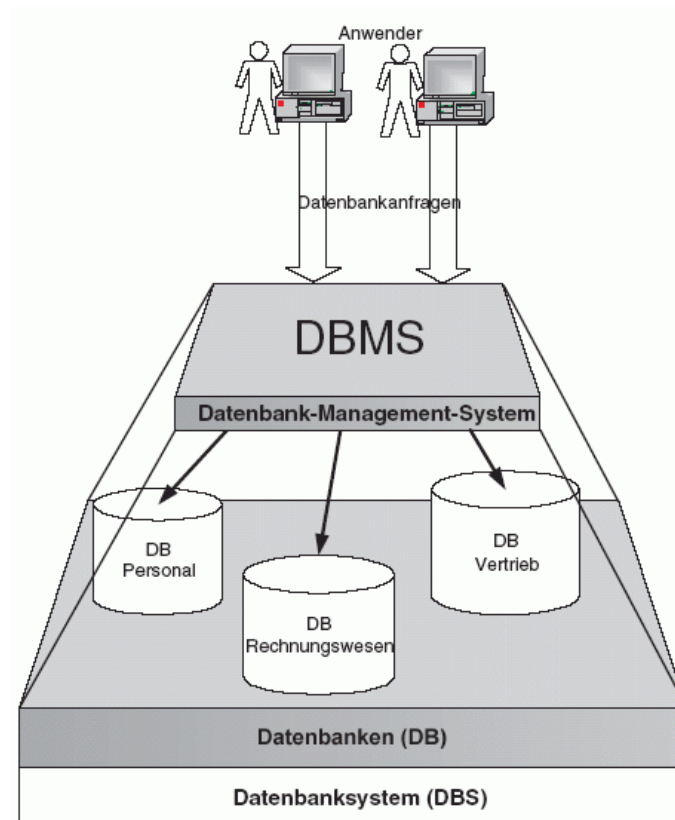 Anwender
Datenbankanfragen
DBMS
Datenbank-Management-System
DB
Personal
DB
Vertrieb
DB
Rechnungswesen
Datenbanken (DB)
Datenbanksystem (DBS)